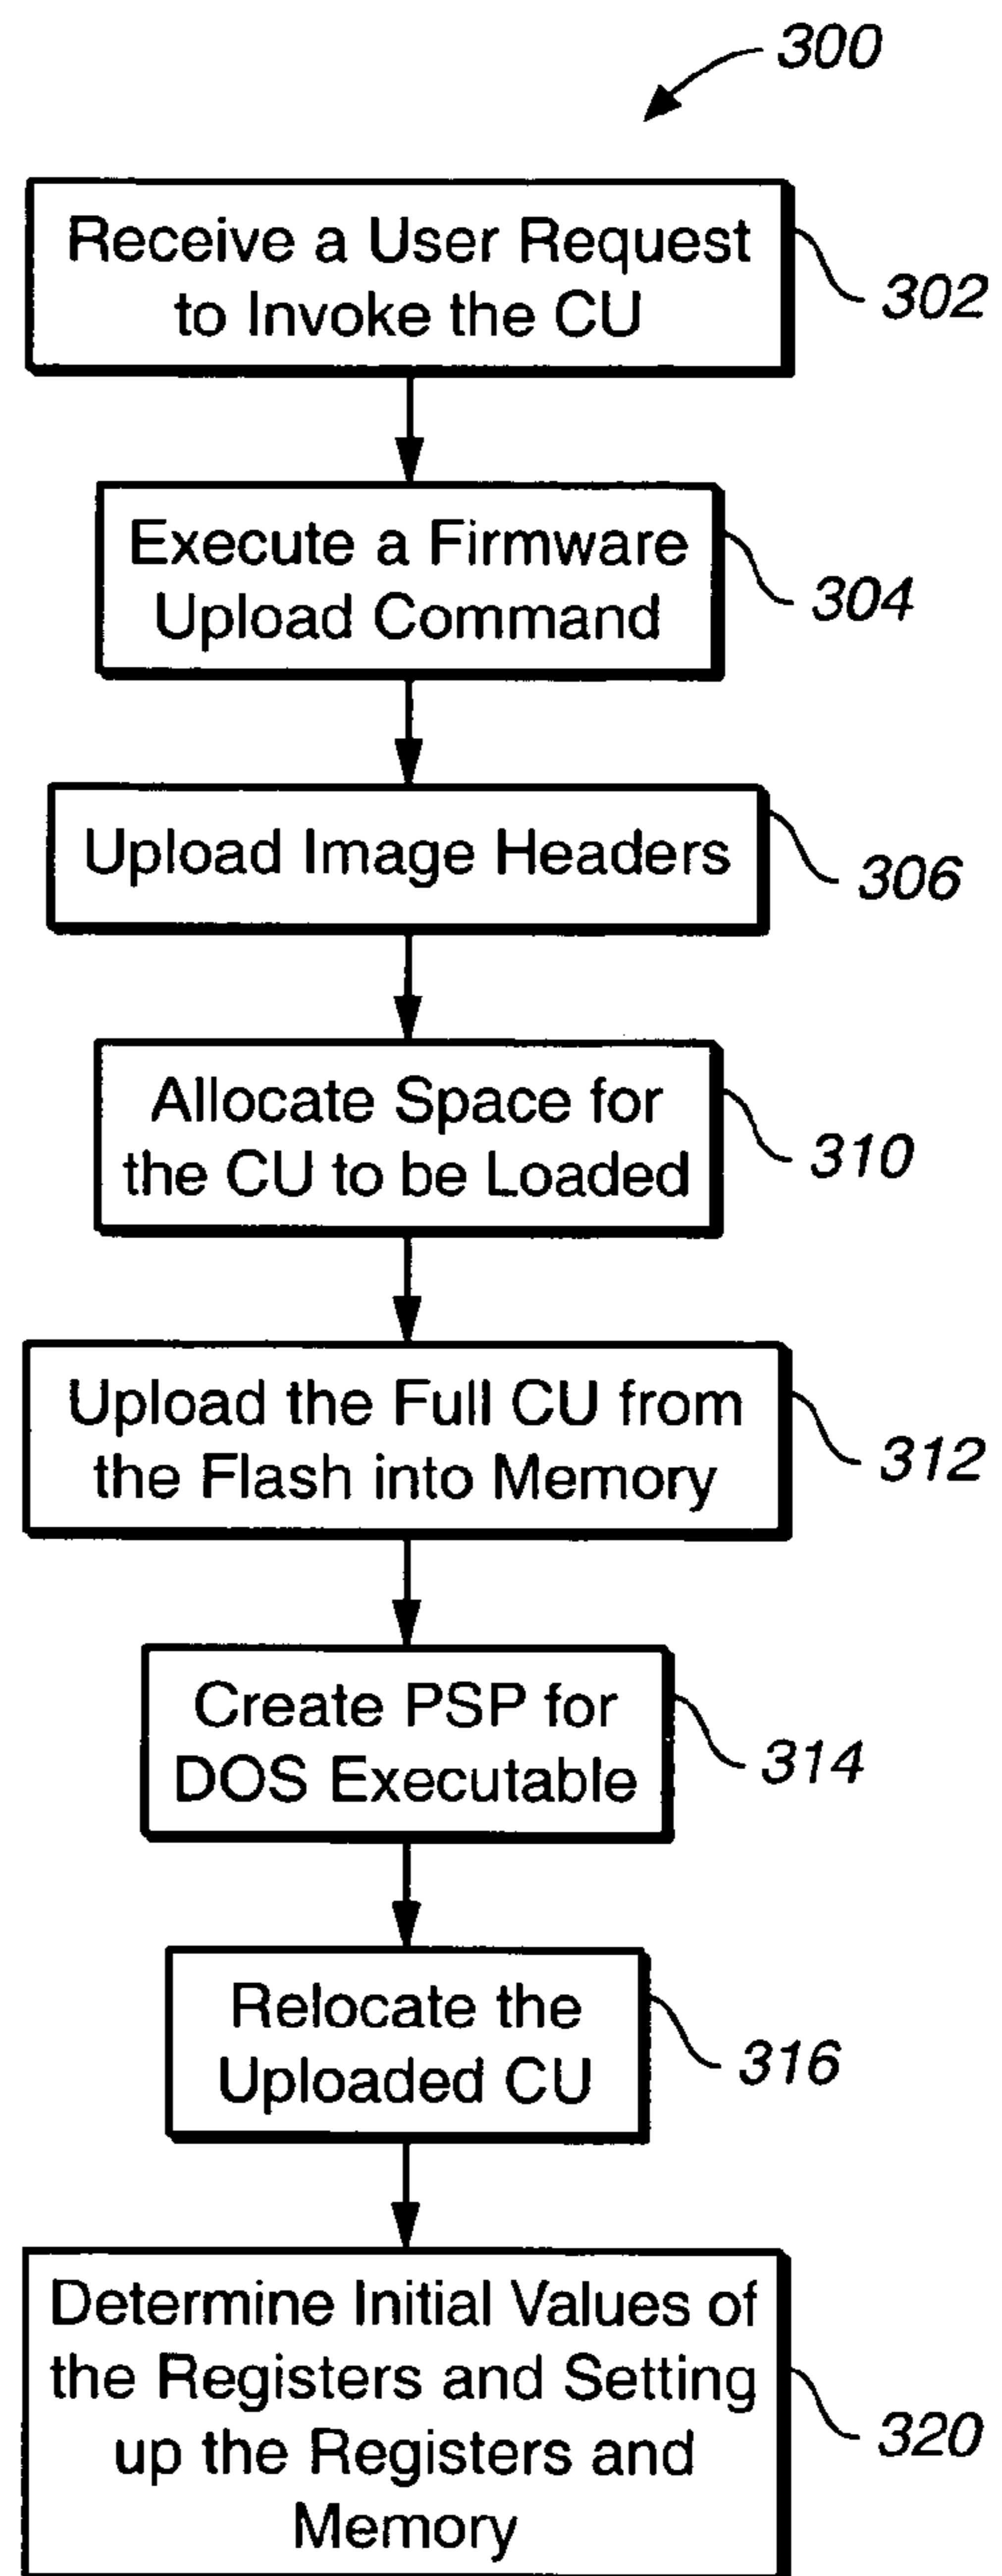 300
Receive a User Request
to Invoke the CU
302
Execute a Firmware
Upload Command
304
Upload Image Headers
306
Allocate Space for
the CU to be Loaded
310
Upload the Full CU from
the Flash into Memory
312
Create PSP for
DOS Executable
314
Relocate the
Uploaded CU
316
Determine Initial Values of
the Registers and Setting
up the Registers and
Memory
320